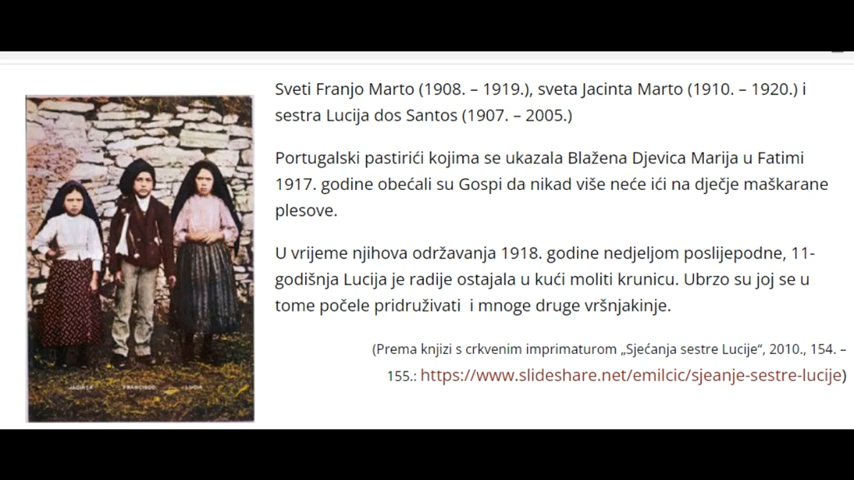 Sveti Franjo Marto (1908. – 1919.), sveta Jacinta Marto (1910. – 1920.) i
sestra Lucija dos Santos (1907. – 2005.)
Portugalski pastirići kojima se ukazala Blažena Djevica Marija u Fatimi
1917. godine obećali su Gospi da nikad više neće ići na dječje maškarane
plesove.
U vrijeme njihova održavanja 1918. godine nedjeljom poslijepodne, 11-
godišnja Lucija je radije ostajala u kući moliti krunicu. Ubrzo su joj se u
tome počele pridruživati  i mnoge druge vršnjakinje.
(Prema knjizi s crkvenim imprimaturom „Sjećanja sestre Lucije“, 2010., 154. –
155.: https://www.slideshare.net/emilcic/sjeanje-sestre-lucije)
JACINTA FRANCISCO LUCIA